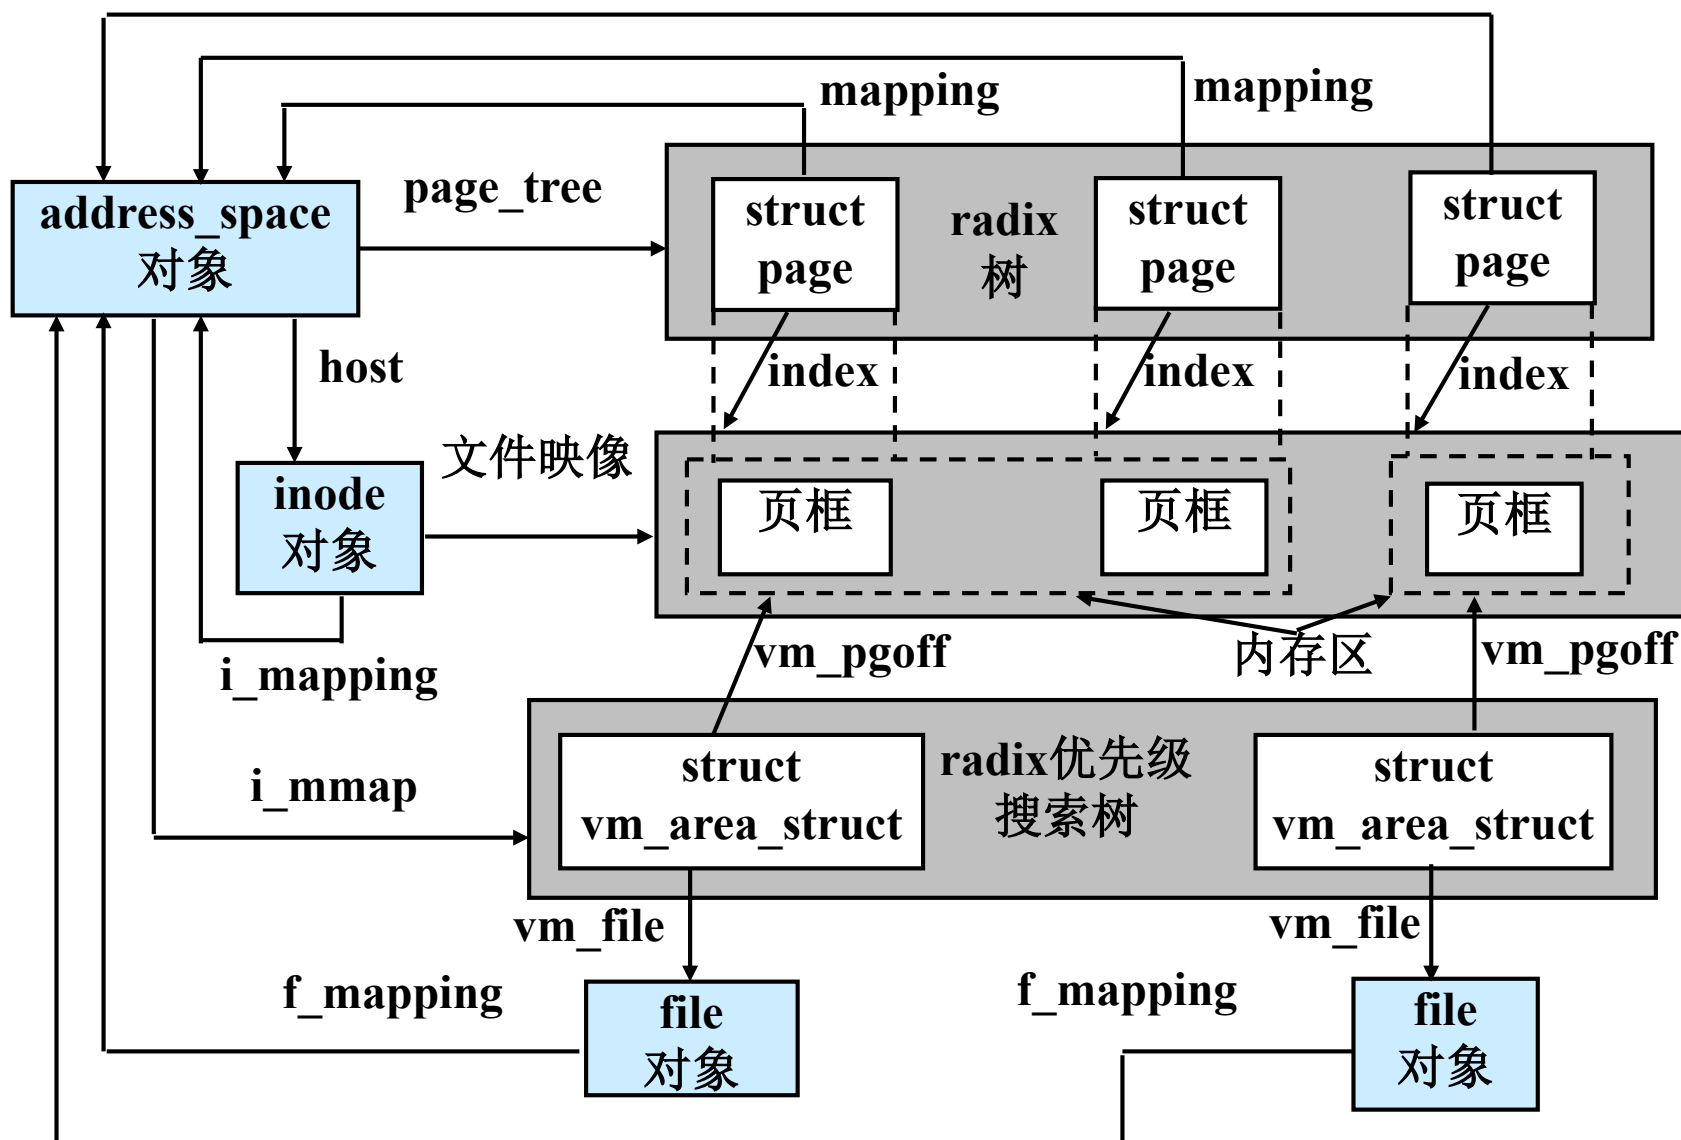 mapping
mapping
page_tree
address_space
对象
struct
page
radix
树
struct
page
struct
page
host
index
index
index
文件映像
inode
对象
页框
页框
页框
i_mapping
vm_pgoff
内存区
vm_pgoff
i_mmap
struct
vm_area_struct
radix优先级
搜索树
struct
vm_area_struct
vm_file
vm_file
f_mapping
file
对象
f_mapping
file
对象